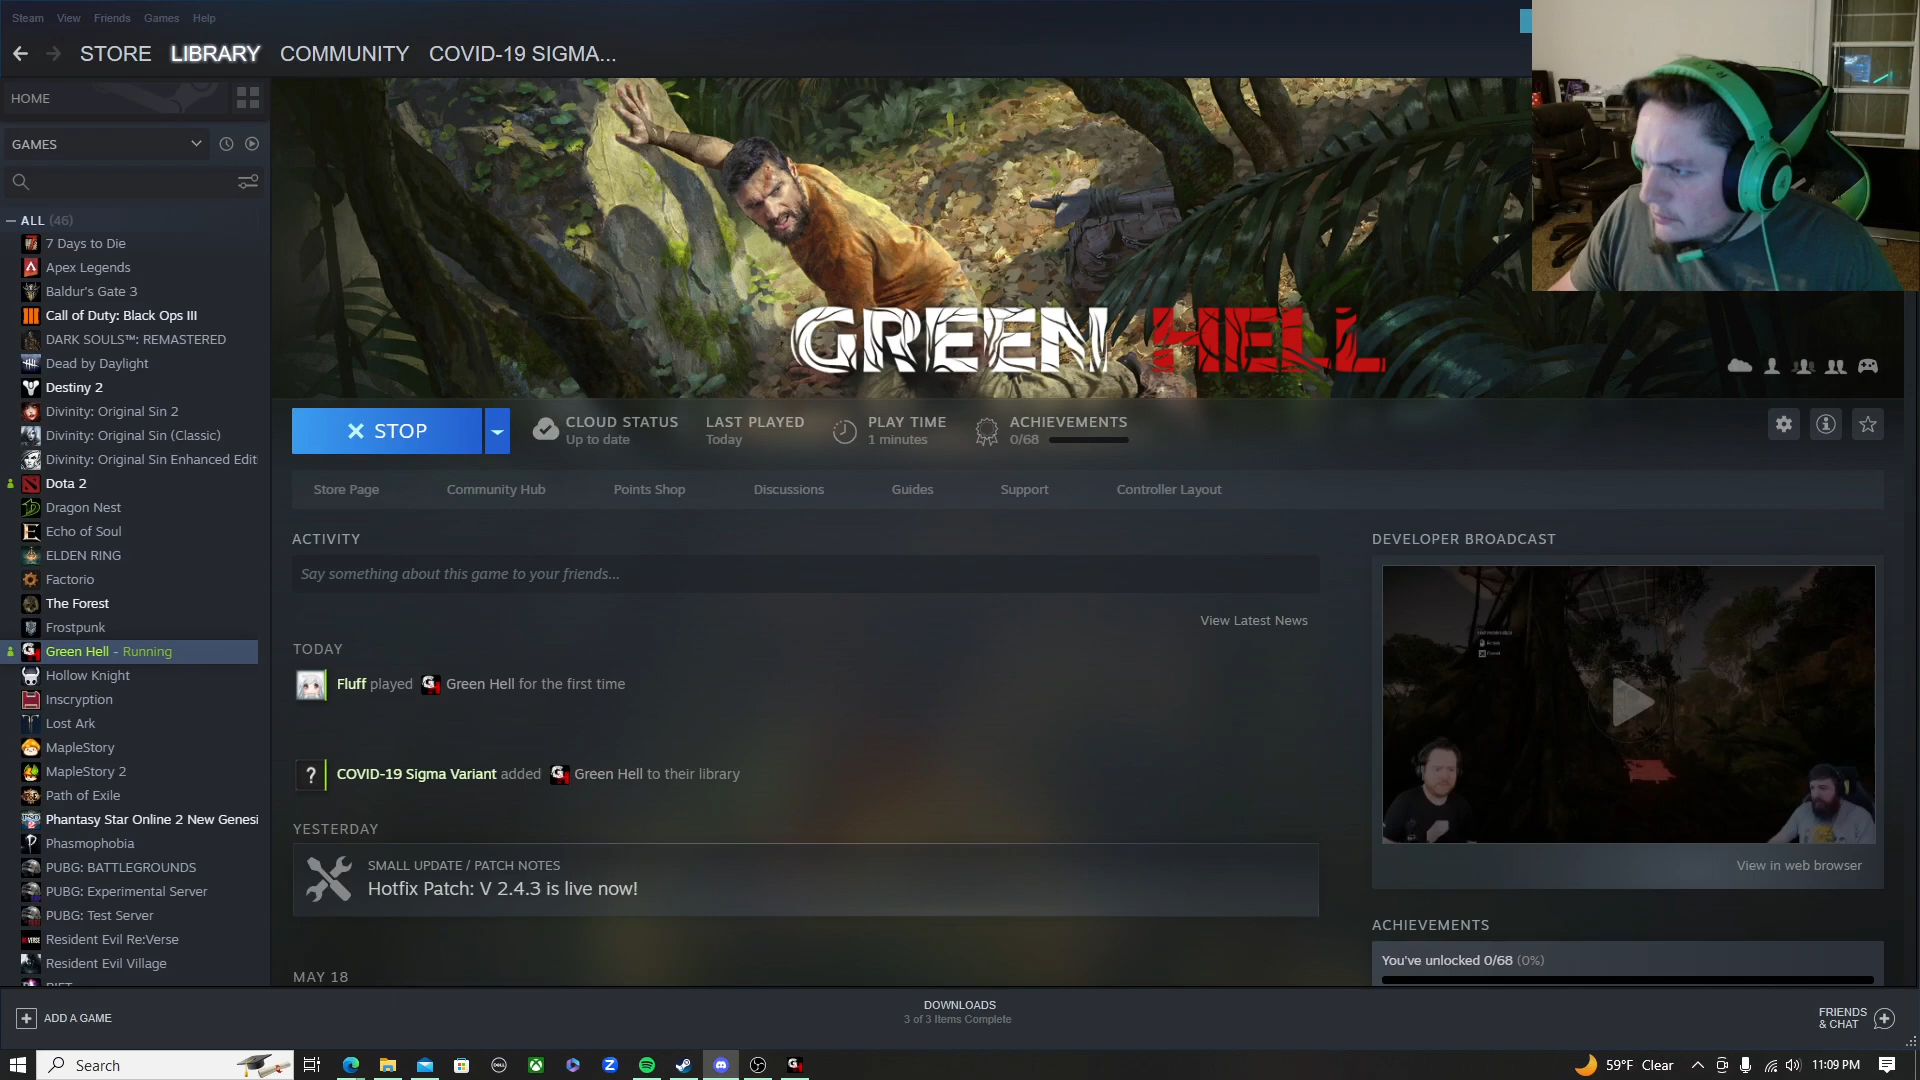 Steam View Friends Games Help
STORE LIBRARY COMMUNITY COVID-19 SIGMA...
HOME
GAMES
ALL (46)
7 Days to Die
Apex Legends
Baldur's Gate 3
Call of Duty: Black Ops III
DARK SOULS™: REMASTERED
Dead by Daylight
Destiny 2
Divinity: Original Sin 2
Divinity: Original Sin (Classic)
Divinity: Original Sin Enhanced Edit
Dota 2
Dragon Nest
Echo of Soul
ELDEN RING
Factorio
The Forest
Frostpunk
Green Hell - Running
Hollow Knight
Inscryption
Lost Ark
MapleStory
MapleStory 2
Path of Exile
Phantasy Star Online 2 New Genesi
Phasmophobia
PUBG: BATTLEGROUNDS
PUBG: Experimental Server
PUBG: Test Server
Resident Evil Re:Verse
Resident Evil Village
ADD A GAME
GREEN HELL
STOP
CLOUD STATUS
Up to date
LAST PLAYED
Today
PLAY TIME
1 minutes
ACHIEVEMENTS
0/68
Store Page Community Hub Points Shop Discussions Guides Support Controller Layout
ACTIVITY
Say something about this game to your friends...
View Latest News
TODAY
Fluff played Green Hell for the first time
? COVID-19 Sigma Variant added Green Hell to their library
YESTERDAY
SMALL UPDATE / PATCH NOTES
Hotfix Patch: V 2.4.3 is live now!
MAY 18
DEVELOPER BROADCAST
View in web browser
ACHIEVEMENTS
You've unlocked 0/68 (0%)
DOWNLOADS
3 of 3 Items Complete
FRIENDS
& CHAT
Search
59°F Clear
11:09 PM